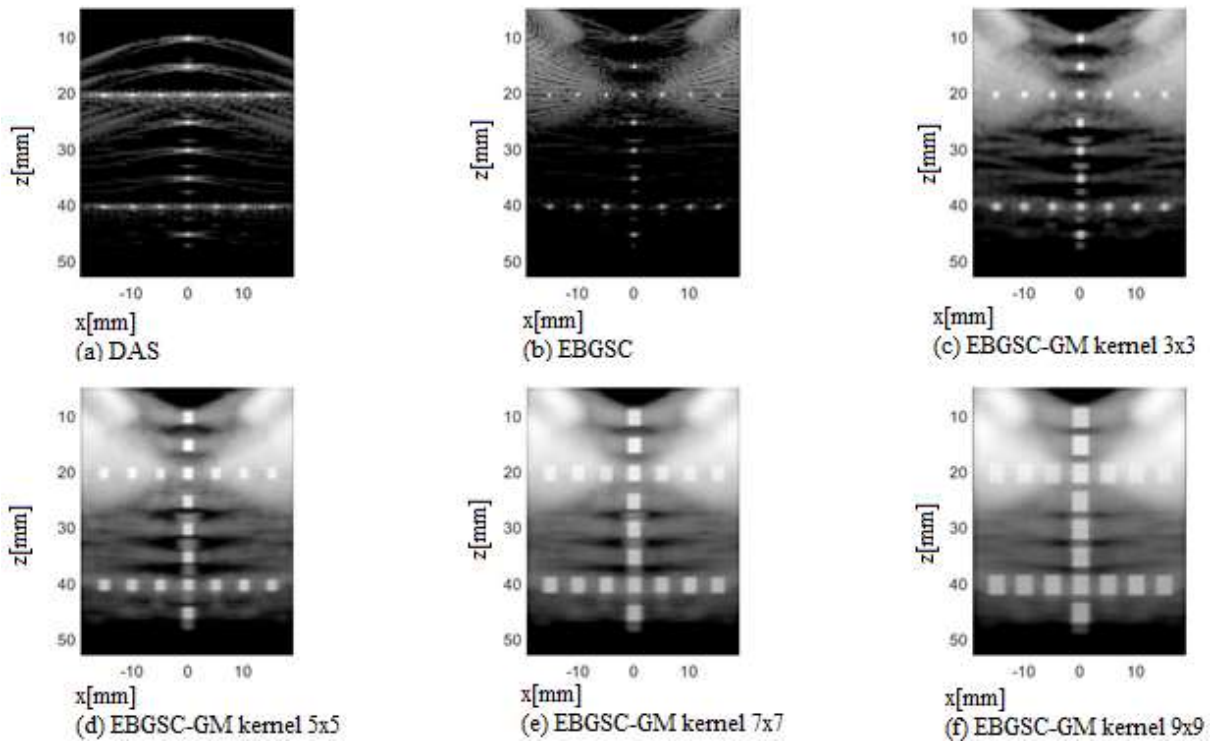 10
20
30
40
50
z[mm]
-10 0 10
x[mm]
(a) DAS
10
20
30
40
50
z[mm]
-10 0 10
x[mm]
(b) EBGSC
10
20
30
40
50
z[mm]
-10 0 10
x[mm]
(c) EBGSC-GM kernel 3x3
10
20
30
40
50
z[mm]
-10 0 10
x[mm]
(d) EBGSC-GM kernel 5x5
10
20
30
40
50
z[mm]
-10 0 10
x[mm]
(e) EBGSC-GM kernel 7x7
10
20
30
40
50
z[mm]
-10 0 10
x[mm]
(f) EBGSC-GM kernel 9x9